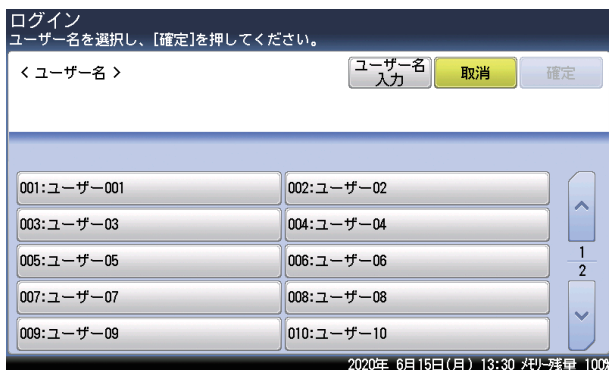 ログイン
ユーザー名を選択し、[確定]を押してください。
< ユーザー名 >
ユーザー名
入力
取消
確定
001:ユーザー001
002:ユーザー02
003:ユーザー03
004:ユーザー04
1
2
005:ユーザー05
006:ユーザー06
007:ユーザー07
008:ユーザー08
009:ユーザー09
010:ユーザー10
2020年 6月15日(月) 13:30 メモリー残量 100%